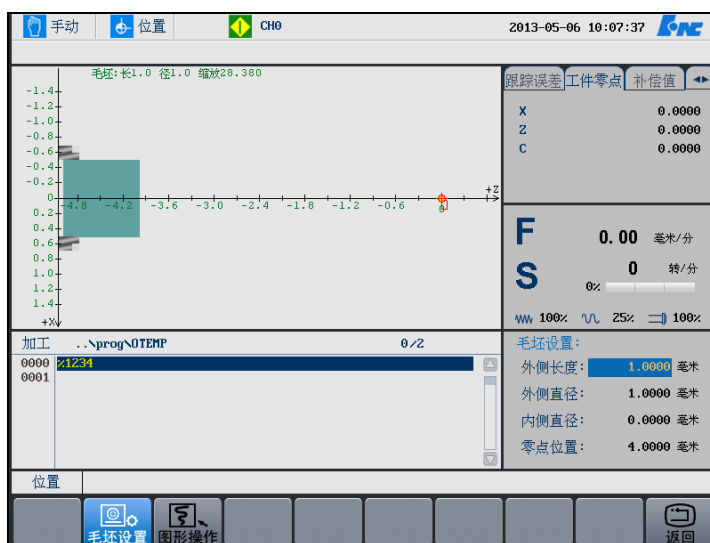 手动 位置 CH0 2013-05-06 10:07:37 HNC
毛坯:长1.0 径1.0 缩放28.380
跟踪误差 工件零点 补偿值
-1.4
-1.2
-1.0
-0.8
-0.6
-0.4
-0.2
0
0.2
0.4
0.6
0.8
1.0
1.2
1.4
+X
-4.8 -4.2 -3.6 -3.0 -2.4 -1.8 -1.2 -0.6 0
+Z
X 0.0000
Z 0.0000
C 0.0000
F 0.00 毫米/分
S 0 转/分
0%
100% 25% 100%
加工 ..\prog\OTEMP 0/2
0000 %1234
0001
毛坯设置:
外侧长度: 1.0000 毫米
外侧直径: 1.0000 毫米
内侧直径: 0.0000 毫米
零点位置: 4.0000 毫米
位置
毛坯设置 图形操作 返回